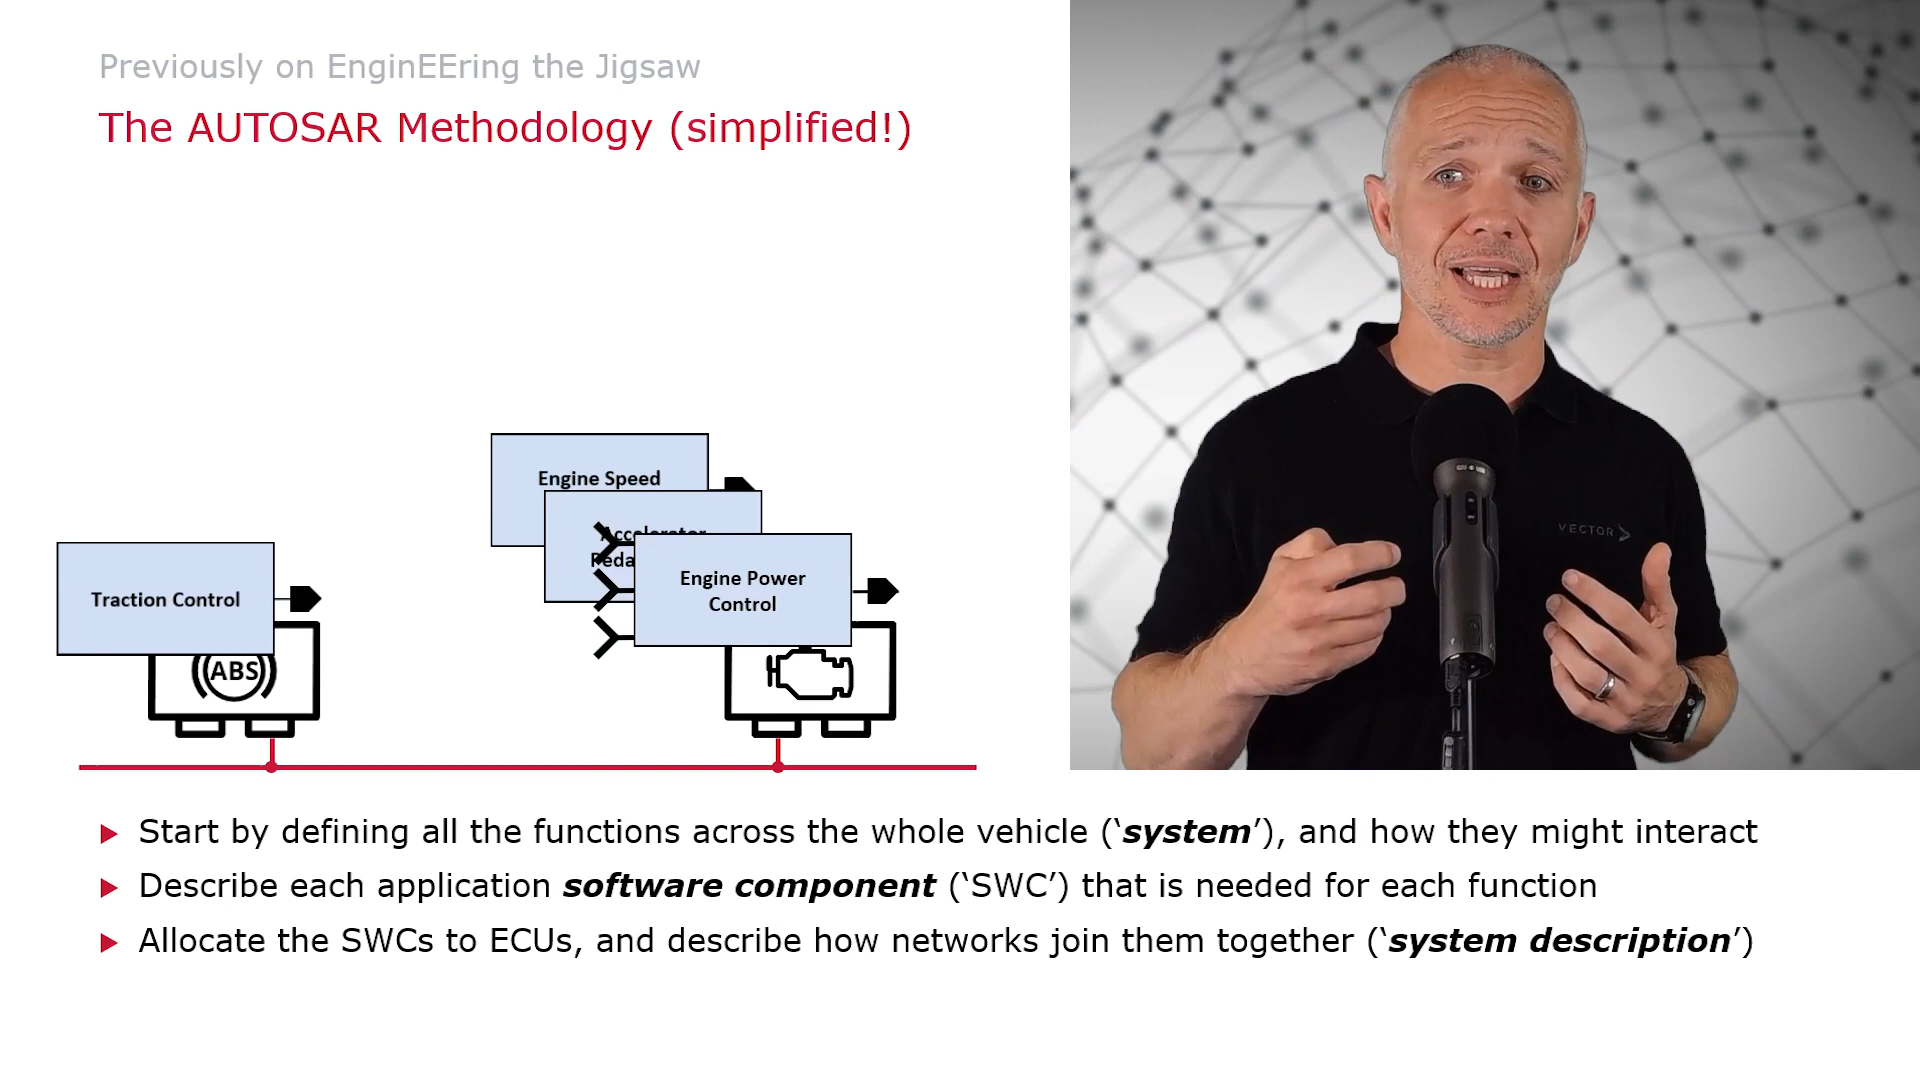 Previously on EnginEEring the Jigsaw
The AUTOSAR Methodology (simplified!)
Engine Speed
Accelerator
Peda
Engine Power
Control
Traction Control
ABS
VECTOR
Start by defining all the functions across the whole vehicle (‘system’), and how they might interact
Describe each application software component (‘SWC’) that is needed for each function
Allocate the SWCs to ECUs, and describe how networks join them together (‘system description’)